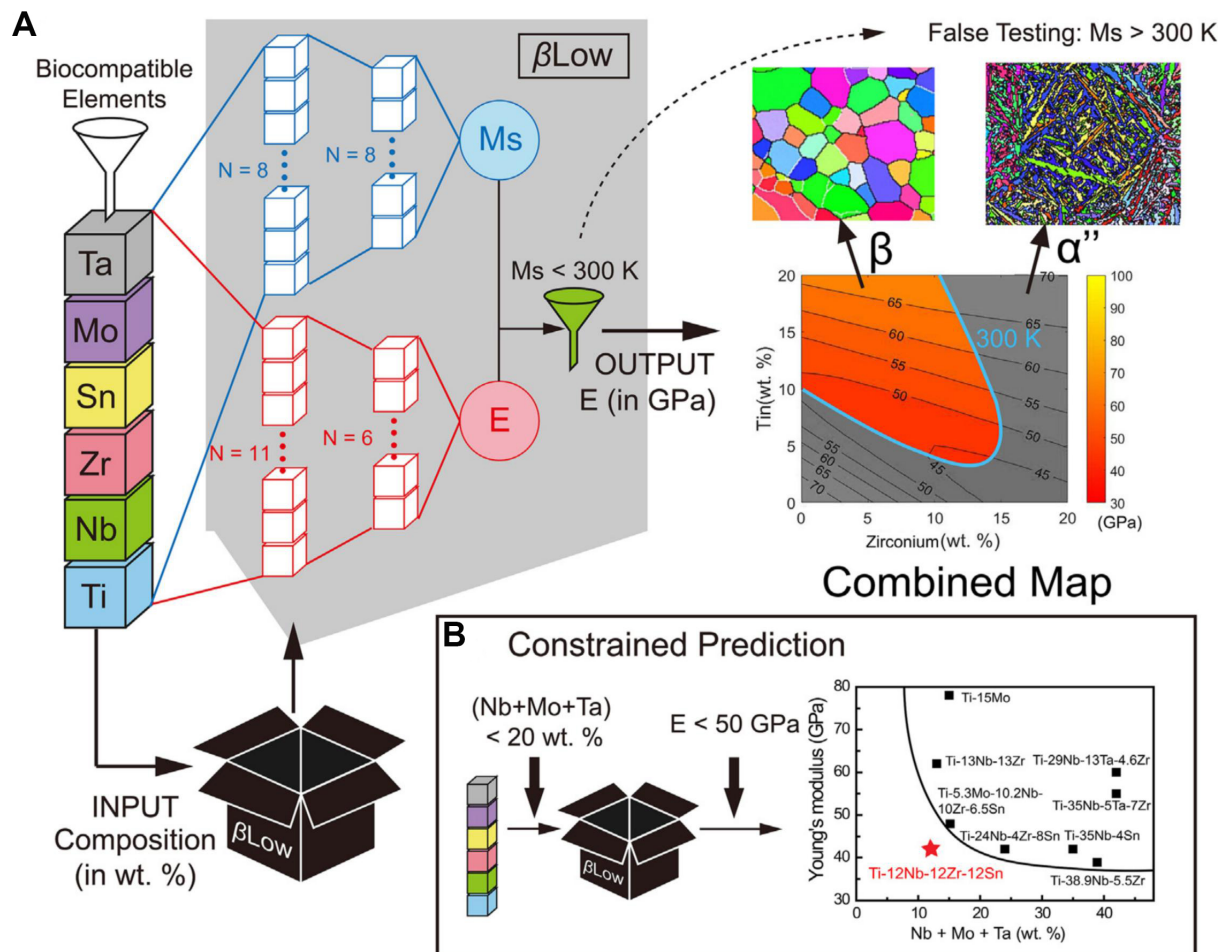 A
Biocompatible
Elements
Ta
Mo
Sn
Zr
Nb
Ti
INPUT
Composition
(in wt. %)
βLow
βLow
N = 8
N = 8
Ms
N = 11
N = 6
E
Ms < 300 K
OUTPUT
E (in GPa)
False Testing: Ms > 300 K
β
α’’
20
15
10
5
0
Tin(wt. %)
0
5
10
15
20
Zirconium(wt. %)
65
60
55
50
45
55
60
65
70
50
70
65
60
55
50
45
300 K
100
90
80
70
60
50
40
30
(GPa)
Combined Map
B
Constrained Prediction
(Nb+Mo+Ta)
< 20 wt. %
E < 50 GPa
βLow
80
70
60
50
40
30
Young's modulus (GPa)
Ti-15Mo
Ti-13Nb-13Zr
Ti-29Nb-13Ta-4.6Zr
Ti-5.3Mo-10.2Nb-
10Zr-6.5Sn
Ti-35Nb-5Ta-7Zr
Ti-24Nb-4Zr-8Sn
Ti-35Nb-4Sn
Ti-12Nb-12Zr-12Sn
Ti-38.9Nb-5.5Zr
0
10
20
30
40
Nb + Mo + Ta (wt. %)